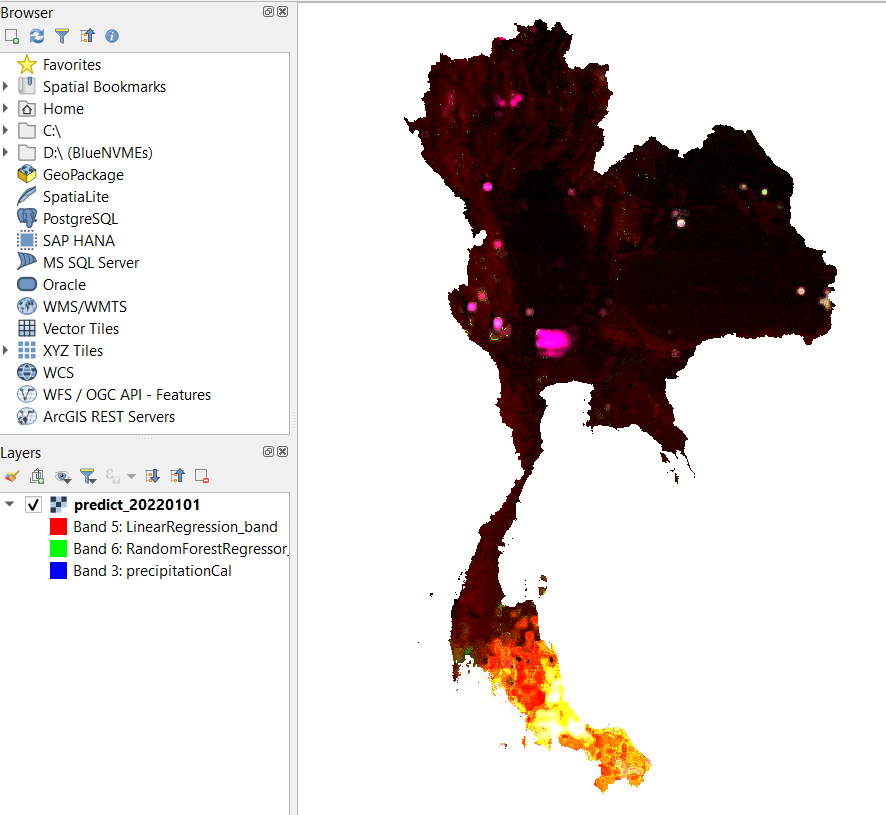 Browser
Favorites
Spatial Bookmarks
Home
C:\
D:\ (BlueNVMEs)
GeoPackage
SpatiaLite
PostgreSQL
SAP HANA
MS SQL Server
Oracle
WMS/WMTS
Vector Tiles
XYZ Tiles
WCS
WFS / OGC API - Features
ArcGIS REST Servers
Layers
predict_20220101
Band 5: LinearRegression_band
Band 6: RandomForestRegressor_
Band 3: precipitationCal